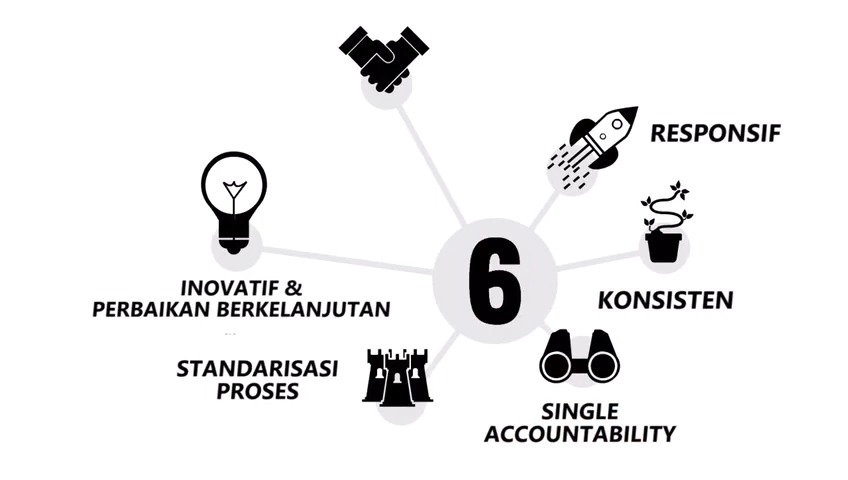 RESPONSIF
INOVATIF &
PERBAIKAN BERKELANJUTAN
6
KONSISTEN
STANDARISASI
PROSES
SINGLE
ACCOUNTABILITY